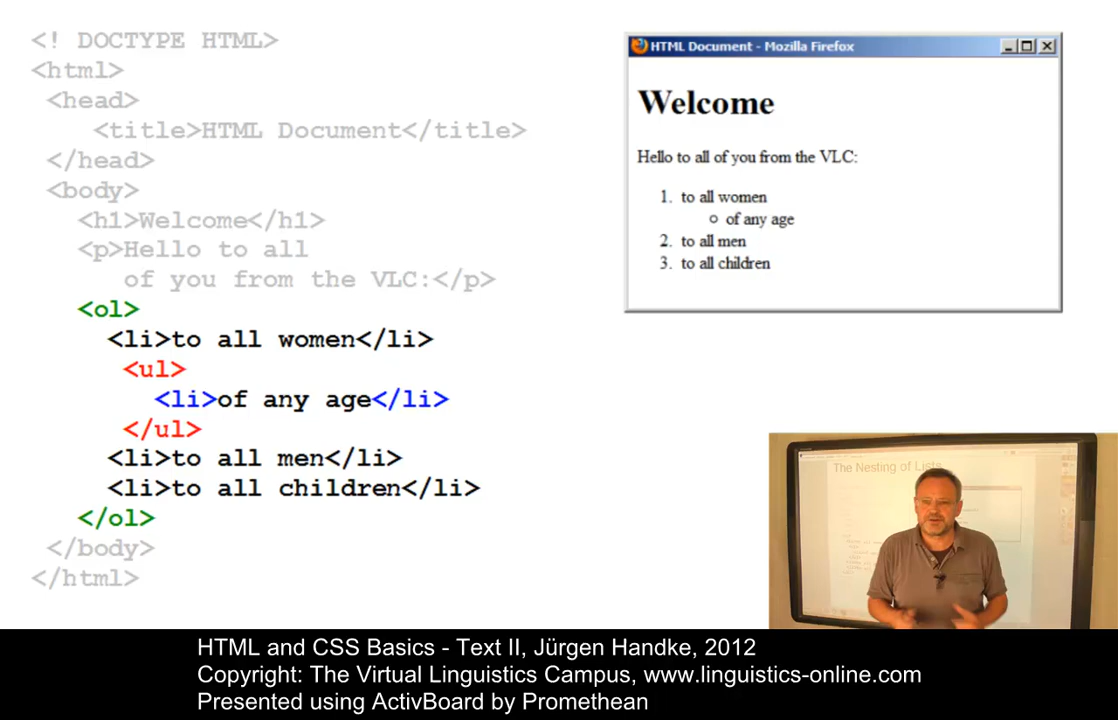 <! DOCTYPE HTML>
<html>
<head>
<title>HTML Document</title>
</head>
<body>
<h1>Welcome</h1>
<p>Hello to all
of you from the VLC:</p>
<ol>
<li>to all women</li>
<ul>
<li>of any age</li>
</ul>
<li>to all men</li>
<li>to all children</li>
</ol>
</body>
</html>
HTML Document - Mozilla Firefox
Welcome
Hello to all of you from the VLC:
1. to all women
of any age
2. to all men
3. to all children
The Nesting of Lists
HTML and CSS Basics - Text II, Jürgen Handke, 2012
Copyright: The Virtual Linguistics Campus, www.linguistics-online.com
Presented using ActivBoard by Promethean